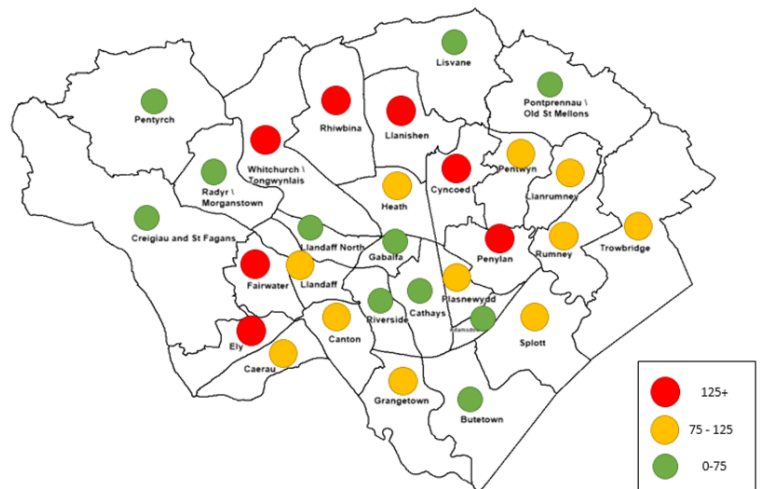 Lisvane
Pentyrch
Pontprennau \
Old St Mellons
Rhiwbina
Llanishen
Whitchurch \
Tongwynlais
Pentwyn
Cyncoed
Radyr \
Morganstown
Llanrumney
Heath
Creigiau and St Fagans
Llandaff North
Gabalfa
Penylan
Rumney
Trowbridge
Fairwater
Llandaff
Plasnewydd
Riverside
Cathays
Canton
Splott
Ely
Caerau
Grangetown
Butetown
125+
75 - 125
0-75